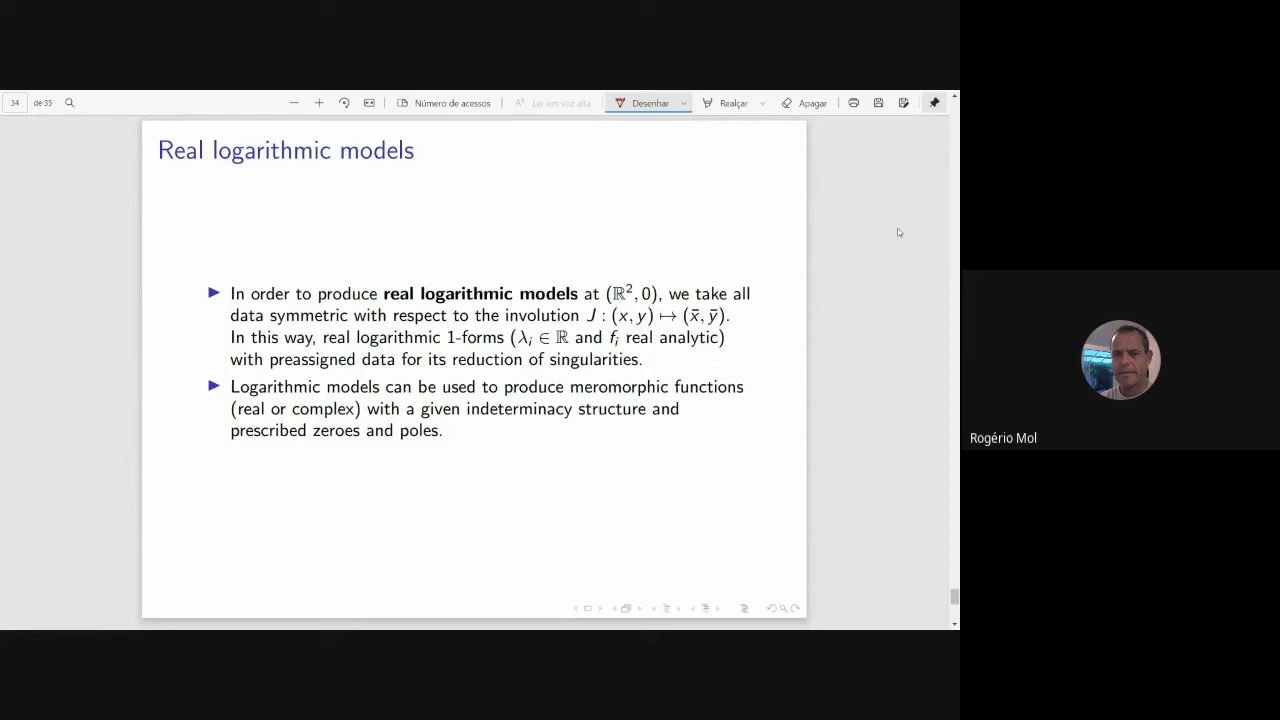 34 de 35 Número de acessos Ler em voz alta Desenhar Realçar Apagar
Real logarithmic models
In order to produce real logarithmic models at (ℝ², 0), we take all
data symmetric with respect to the involution J : (x, y) ↦ (x̄, ȳ).
In this way, real logarithmic 1-forms (λᵢ ∈ ℝ and fᵢ real analytic)
with preassigned data for its reduction of singularities.
Logarithmic models can be used to produce meromorphic functions
(real or complex) with a given indeterminacy structure and
prescribed zeroes and poles.
Rogério Mol